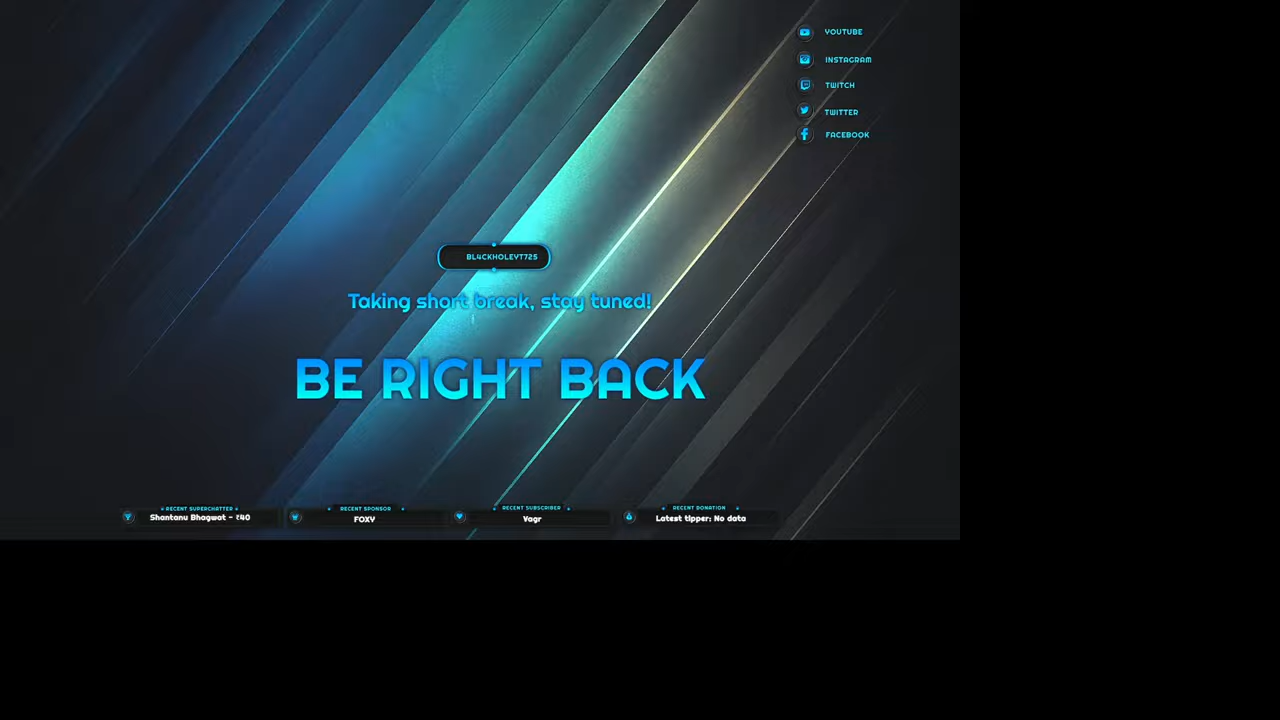 YOUTUBE
INSTAGRAM
TWITCH
TWITTER
FACEBOOK
BL4CKHOLEYT725
Taking short break, stay tuned!
BE RIGHT BACK
RECENT SUPERCHATTER
Shantanu Bhagwat - ₹40
RECENT SPONSOR
FOXY
RECENT SUBSCRIBER
Vagr
RECENT DONATION
Latest tipper: No data